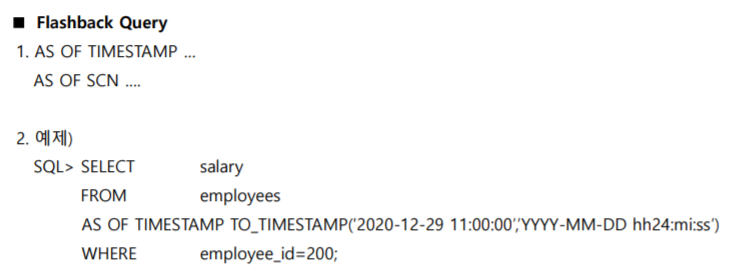 ■ Flashback Query
1. AS OF TIMESTAMP ...
AS OF SCN ....
2. 예제)
SQL> SELECT salary
FROM employees
AS OF TIMESTAMP TO_TIMESTAMP('2020-12-29 11:00:00','YYYY-MM-DD hh24:mi:ss')
WHERE employee_id=200;